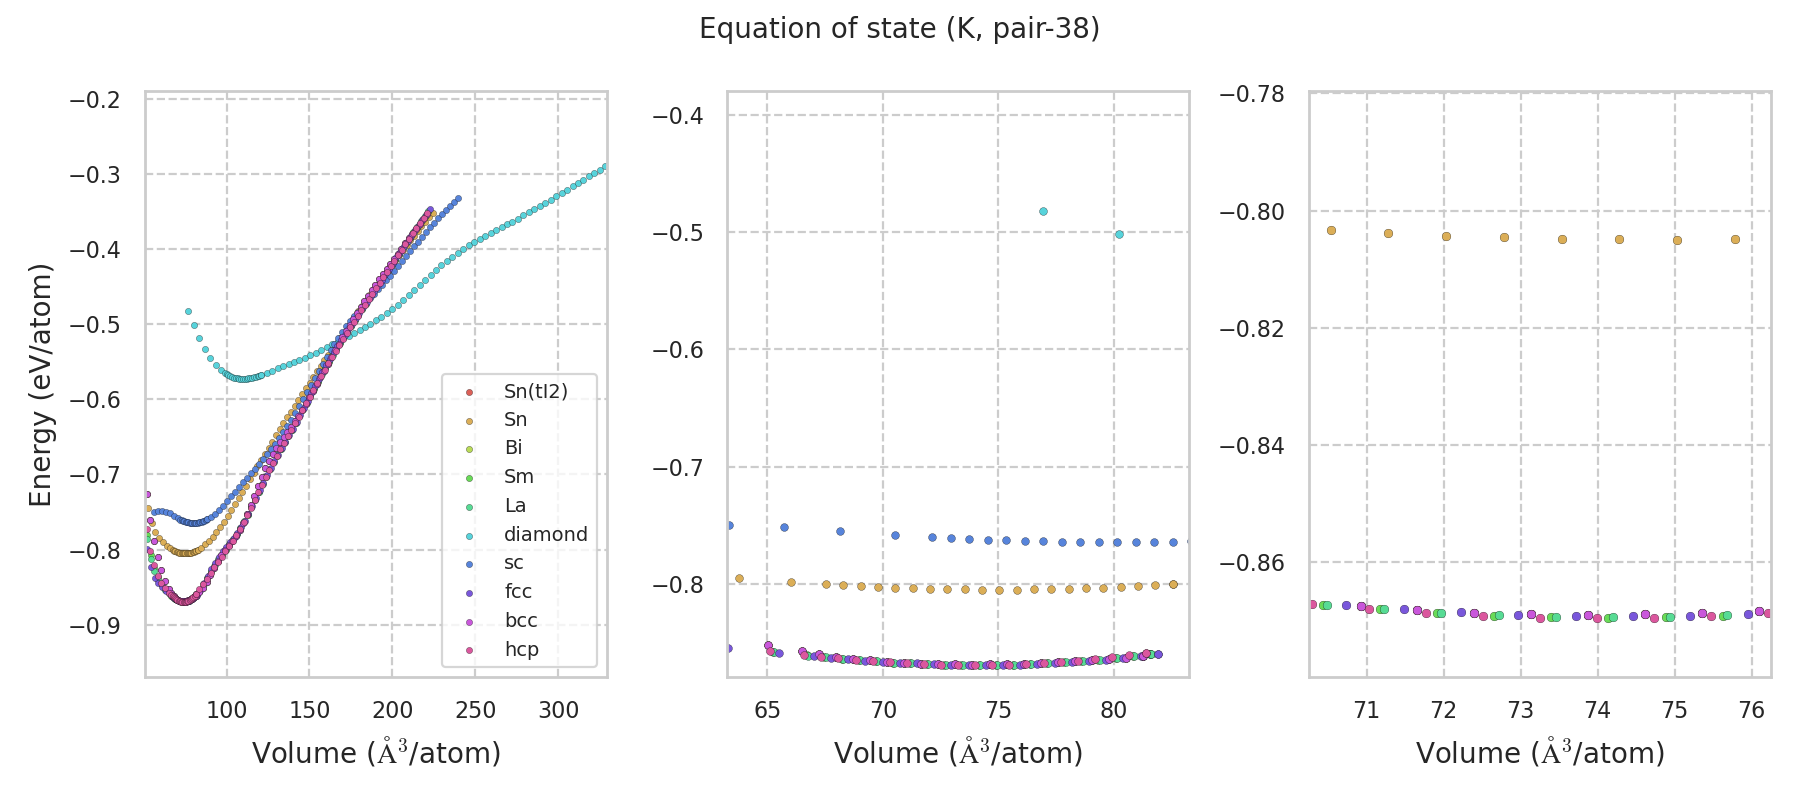 Equation of state (K, pair-38)
Energy (eV/atom)
−0.2
−0.3
−0.4
−0.5
−0.6
−0.7
−0.8
−0.9
100 150 200 250 300
Volume (Å³/atom)
Sn(tI2)
Sn
Bi
Sm
La
diamond
sc
fcc
bcc
hcp
−0.4
−0.5
−0.6
−0.7
−0.8
65 70 75 80
Volume (Å³/atom)
−0.78
−0.80
−0.82
−0.84
−0.86
71 72 73 74 75 76
Volume (Å³/atom)